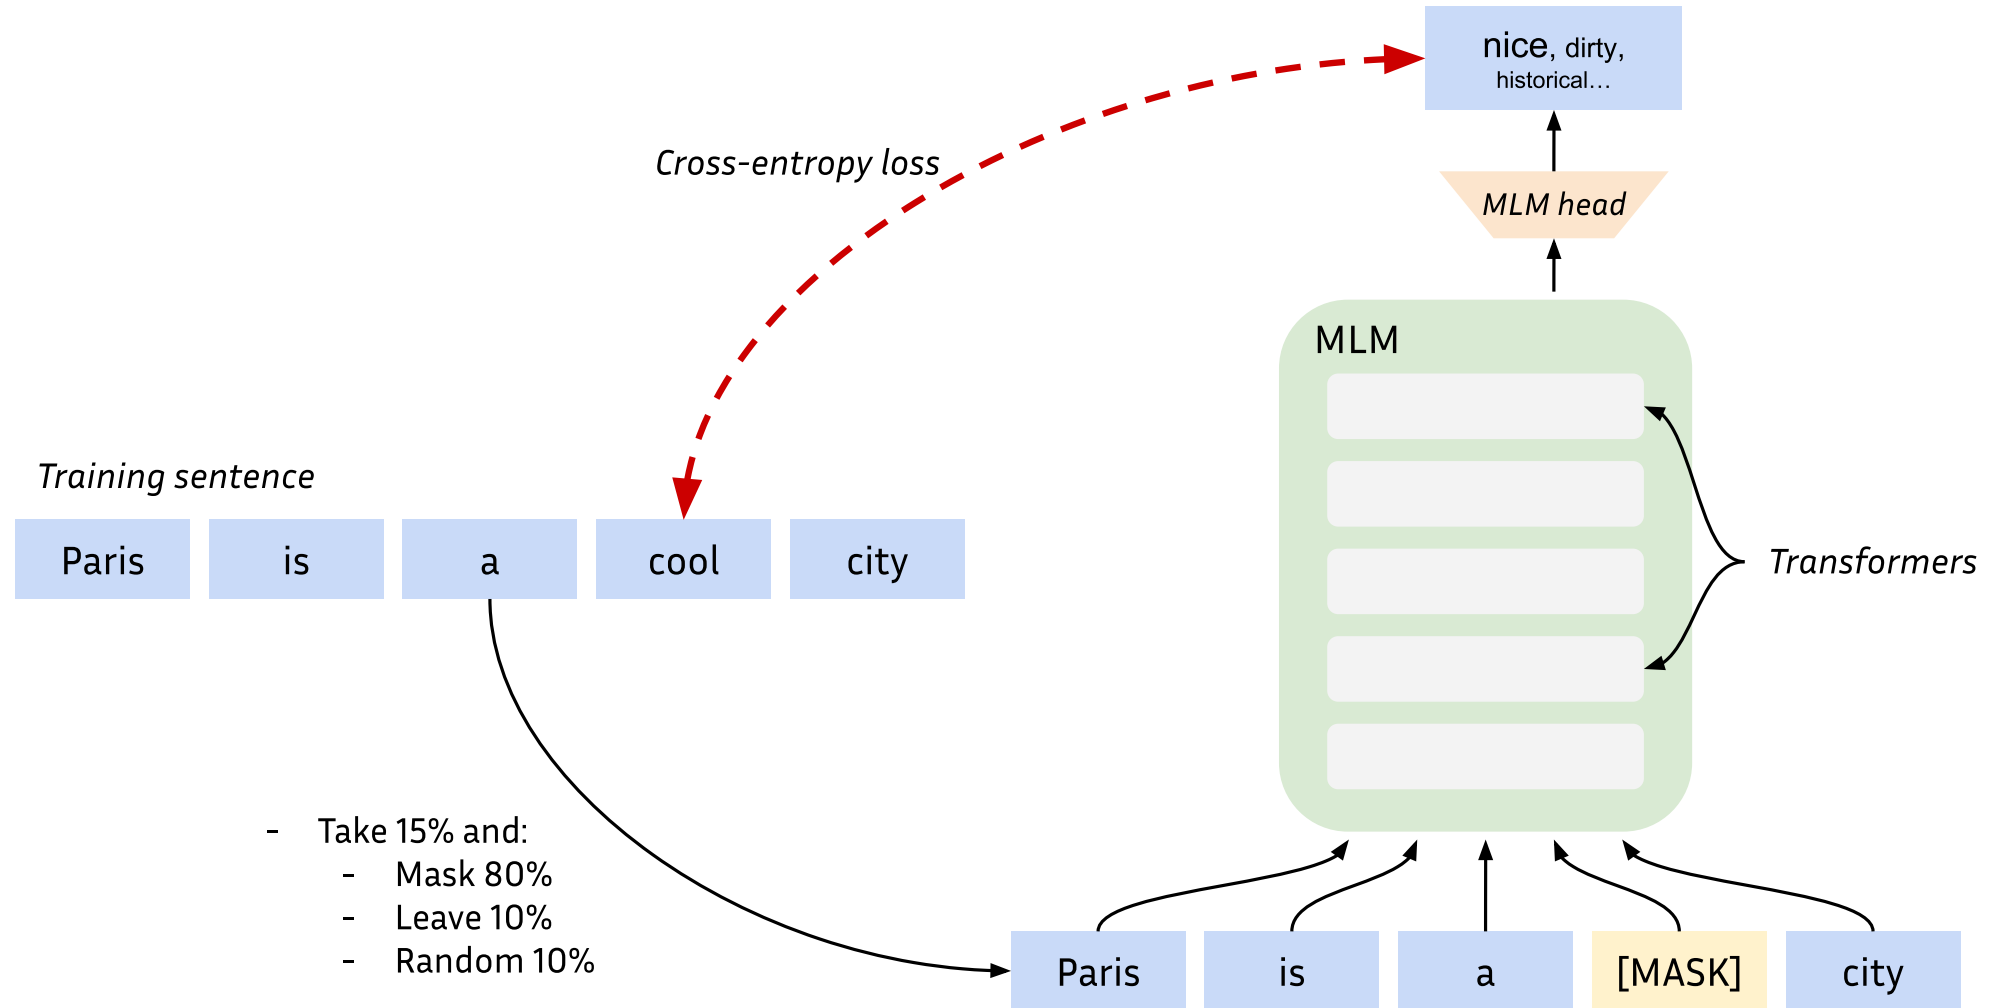 nice, dirty,
historical...
Cross-entropy loss
MLM head
MLM
Training sentence
Paris is a cool city
Transformers
- Take 15% and:
- Mask 80%
- Leave 10%
- Random 10%
Paris is a [MASK] city